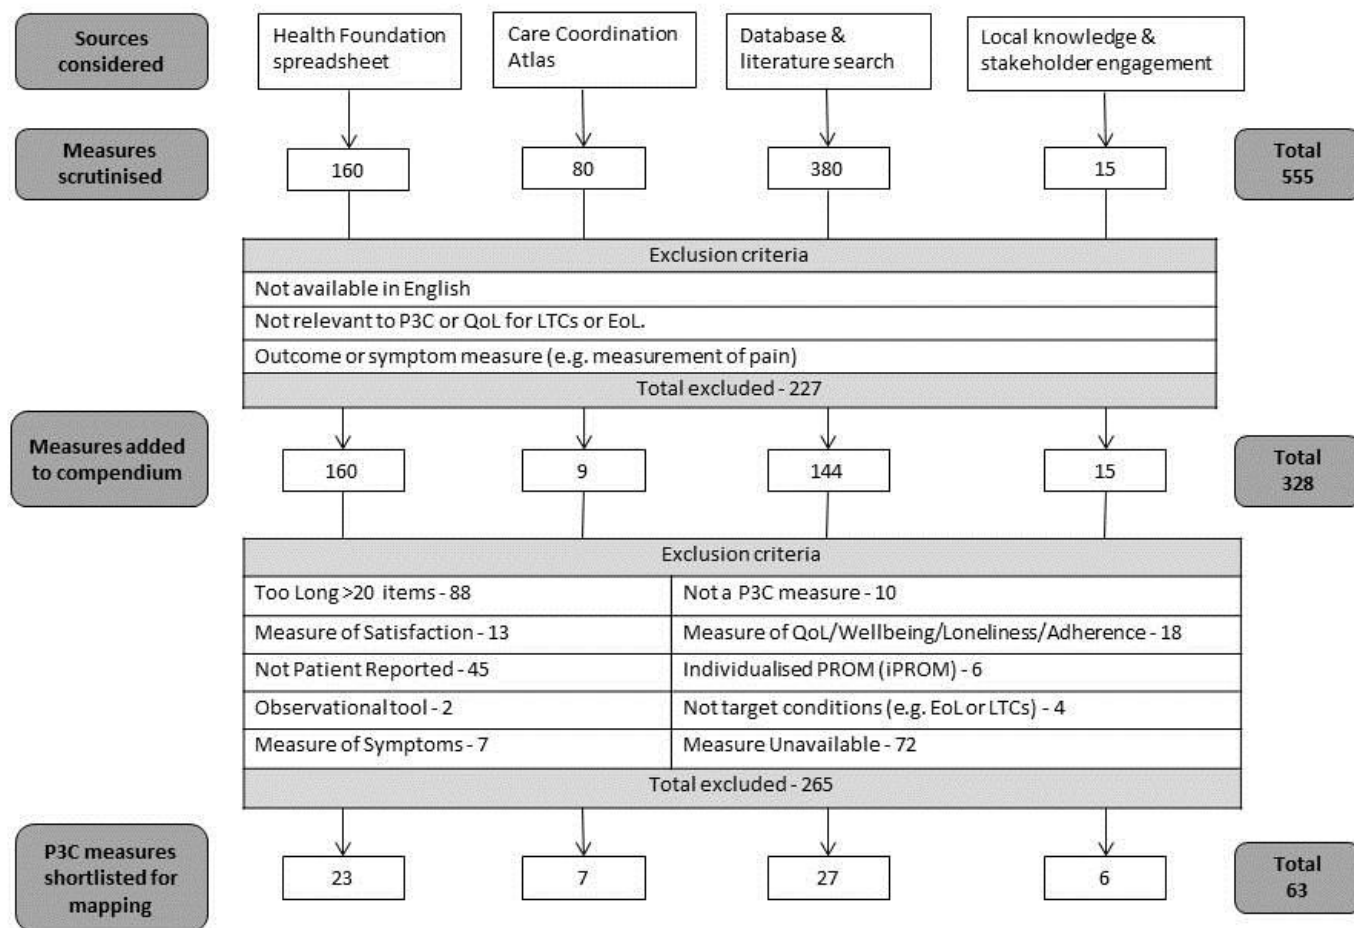 Sources
considered
Health Foundation
spreadsheet
Care Coordination
Atlas
Database &
literature search
Local knowledge &
stakeholder engagement
Measures
scrutinised
160
80
380
15
Total
555
Exclusion criteria
Not available in English
Not relevant to P3C or QoL for LTCs or EoL.
Outcome or symptom measure (e.g. measurement of pain)
Total excluded - 227
Measures added
to compendium
160
9
144
15
Total
328
Exclusion criteria
Too Long >20 items - 88
Not a P3C measure - 10
Measure of Satisfaction - 13
Measure of QoL/Wellbeing/Loneliness/Adherence - 18
Not Patient Reported - 45
Individualised PROM (iPROM) - 6
Observational tool - 2
Not target conditions (e.g. EoL or LTCs) - 4
Measure of Symptoms - 7
Measure Unavailable - 72
Total excluded - 265
P3C measures
shortlisted for
mapping
23
7
27
6
Total
63